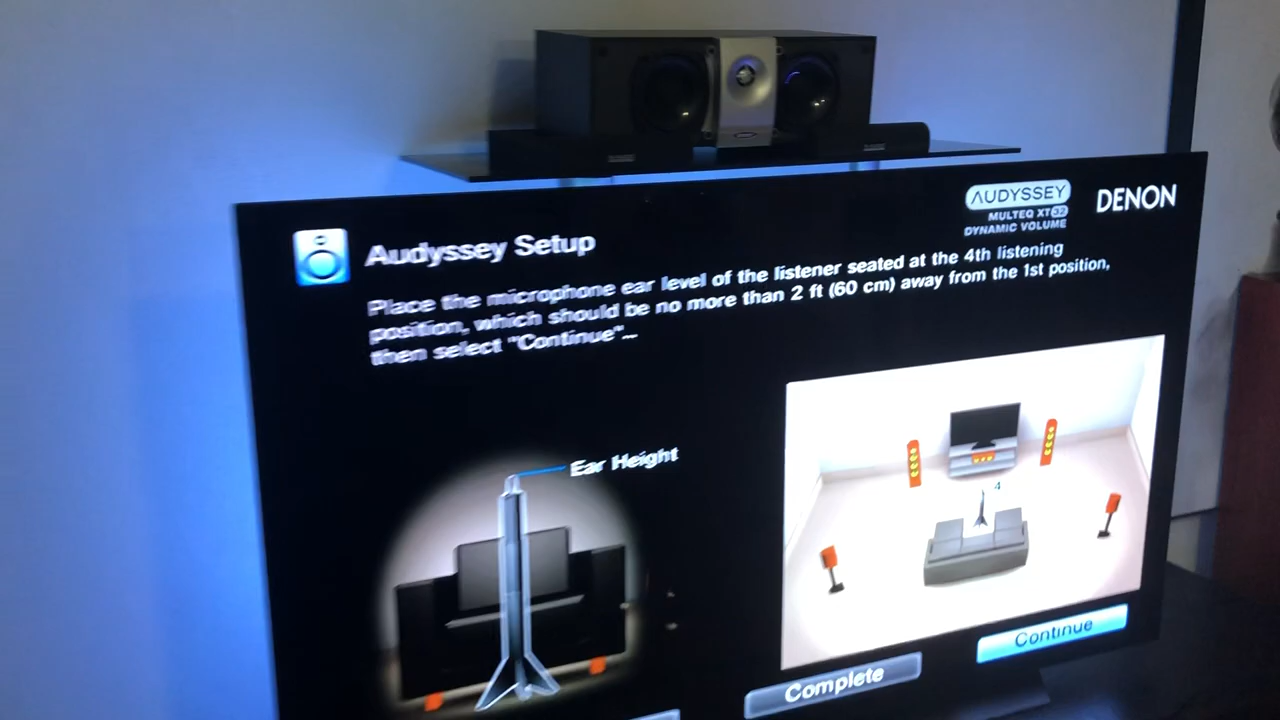 AUDYSSEY
MULTEQ XT32
DYNAMIC VOLUME
DENON
Audyssey Setup
Place the microphone ear level of the listener seated at the 4th listening
position, which should be no more than 2 ft (60 cm) away from the 1st position,
then select "Continue"...
Ear Height
4
Continue
Complete